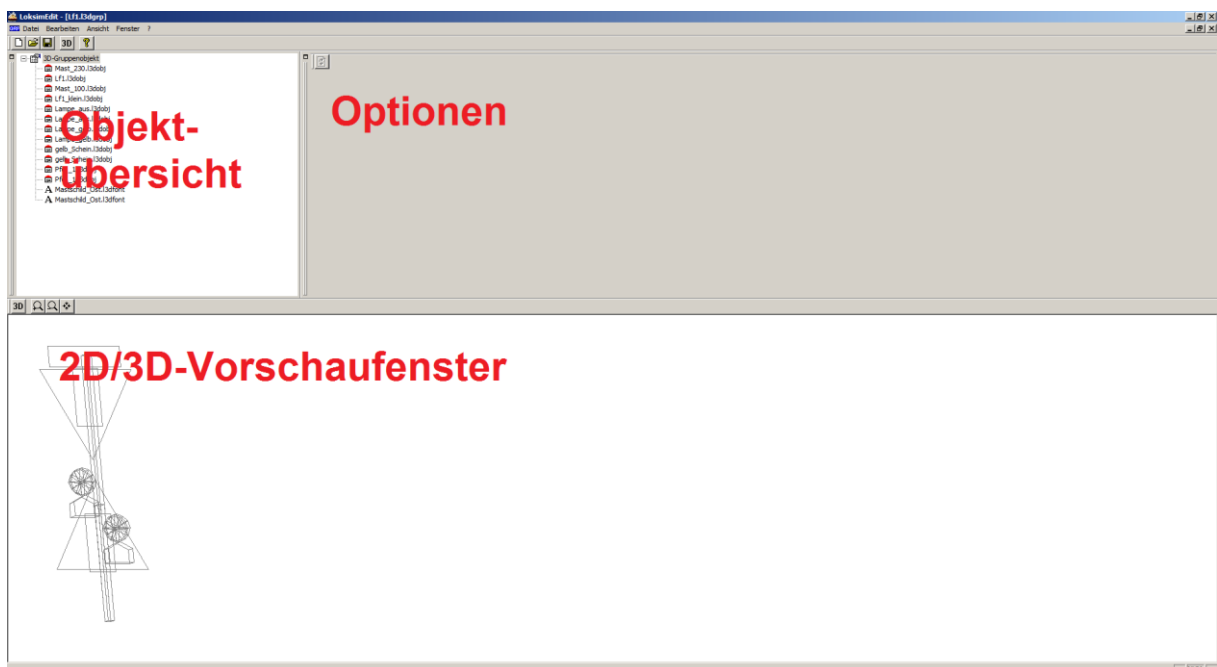 LoksimEdit - [Lf1.l3dgrp]
Datei Bearbeiten Ansicht Fenster ?
3D
3D-Gruppenobjekt
Mast_230.l3dobj
Lf1.l3dobj
Mast_100.l3dobj
Lf1_klein.l3dobj
Lampe_aus.l3dobj
gelb_Schein.l3dobj
gelb_Schein.l3dobj
A Mastschild_Ost.l3dfont
A Mastschild_Ost.l3dfont
Objekt-
übersicht
Optionen
3D
2D/3D-Vorschaufenster